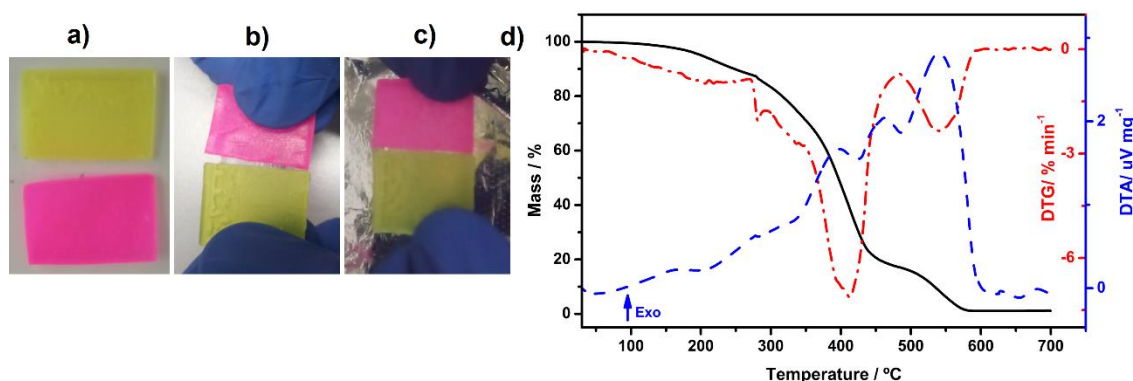 a)
b)
c)
d)
100
80
60
40
20
0
Mass / %
100
200
300
400
500
600
700
Temperature / ºC
Exo
0
-3
-6
DTG/ % min⁻¹
2
0
DTA/ uV mg⁻¹